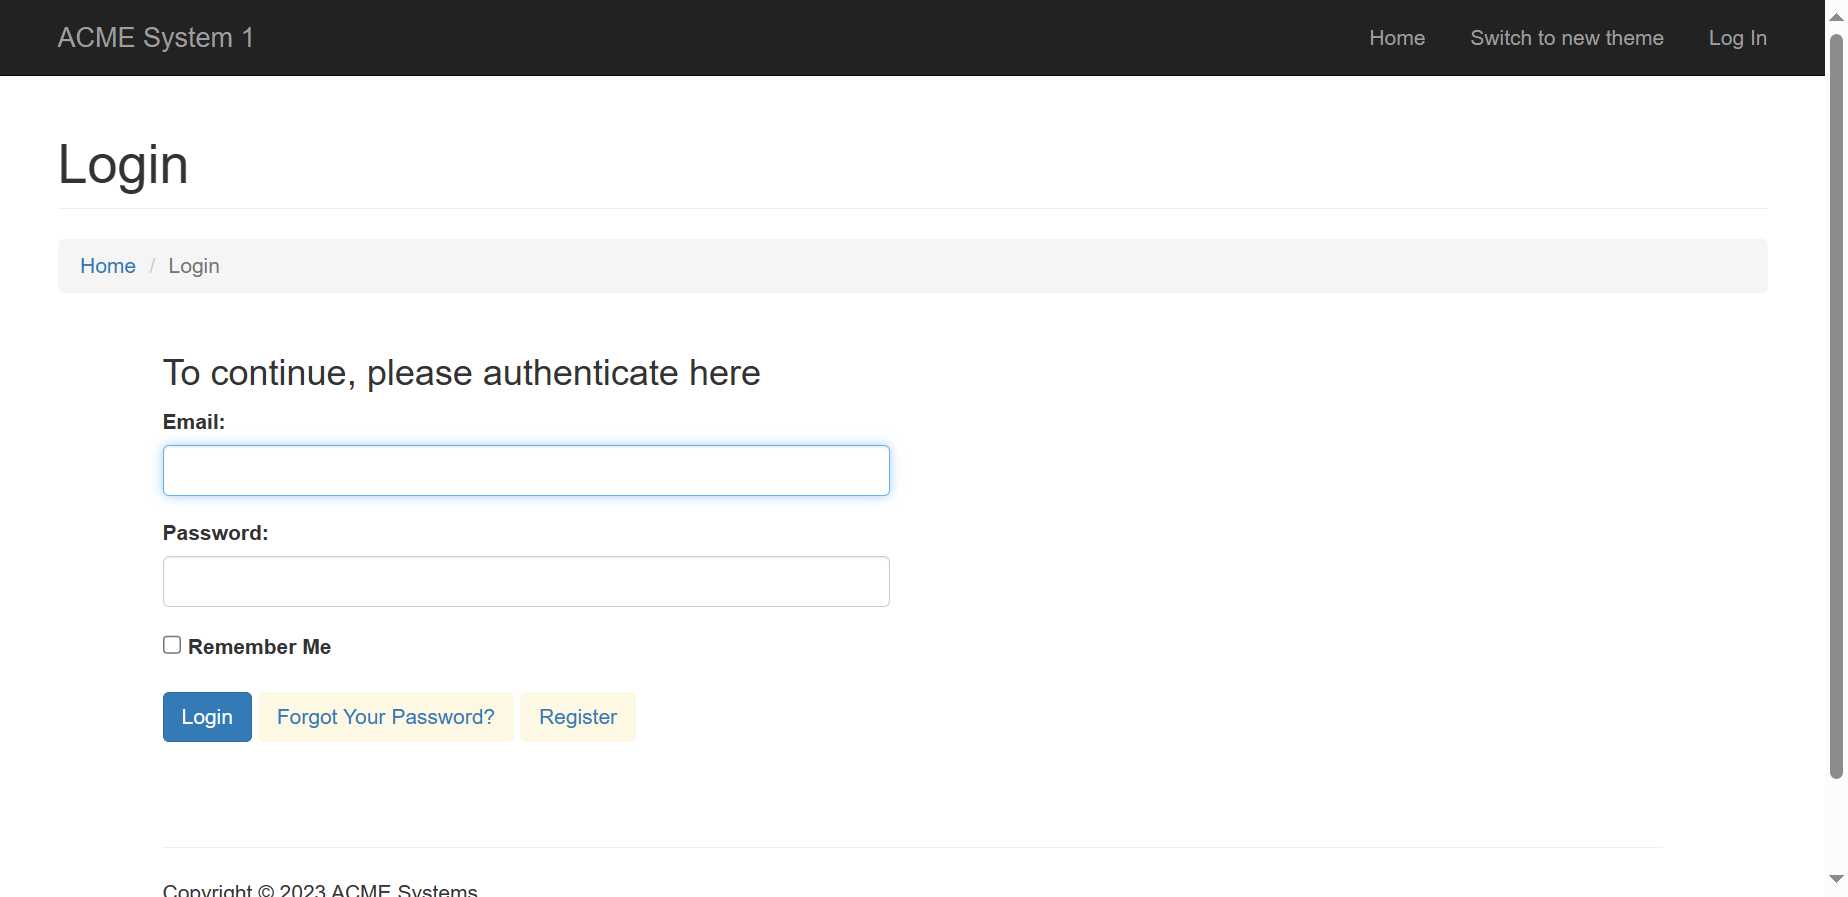 ACME System 1 Home Switch to new theme Log In
Login
Home / Login
To continue, please authenticate here
Email:
Password:
Remember Me
Login Forgot Your Password? Register
Copyright © 2023 ACME Systems